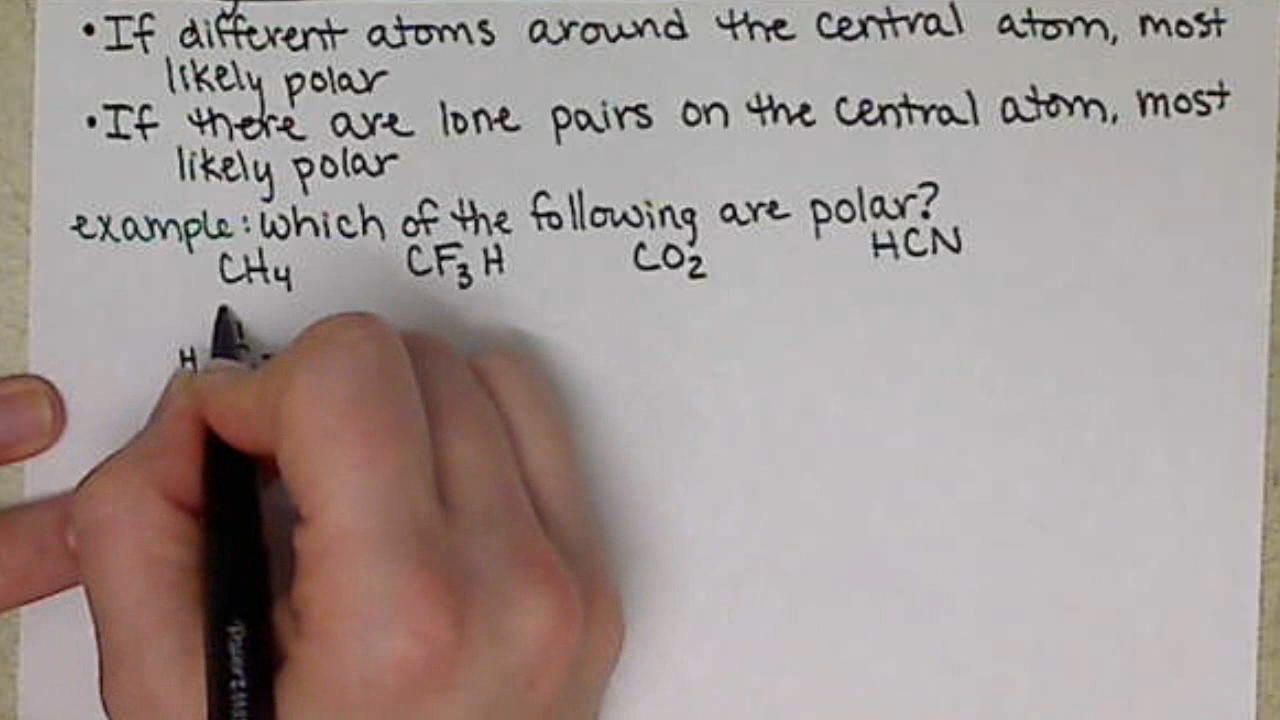 •If different atoms around the central atom, most
likely polar
•If there are lone pairs on the central atom, most
likely polar
example: which of the following are polar?
CH4 CF3H CO2 HCN
H